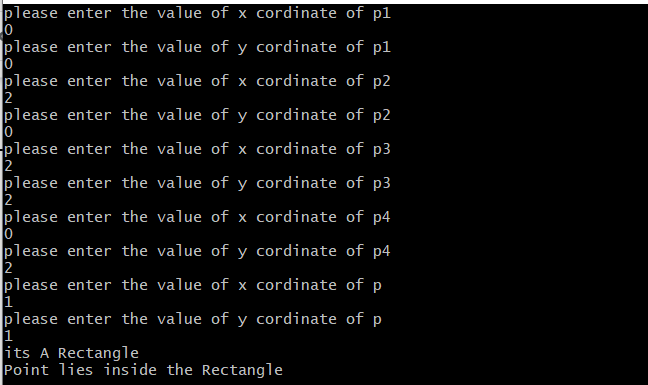 please enter the value of x cordinate of p1
0
please enter the value of y cordinate of p1
0
please enter the value of x cordinate of p2
2
please enter the value of y cordinate of p2
0
please enter the value of x cordinate of p3
2
please enter the value of y cordinate of p3
2
please enter the value of x cordinate of p4
0
please enter the value of y cordinate of p4
2
please enter the value of x cordinate of p
1
please enter the value of y cordinate of p
1
its A Rectangle
Point lies inside the Rectangle